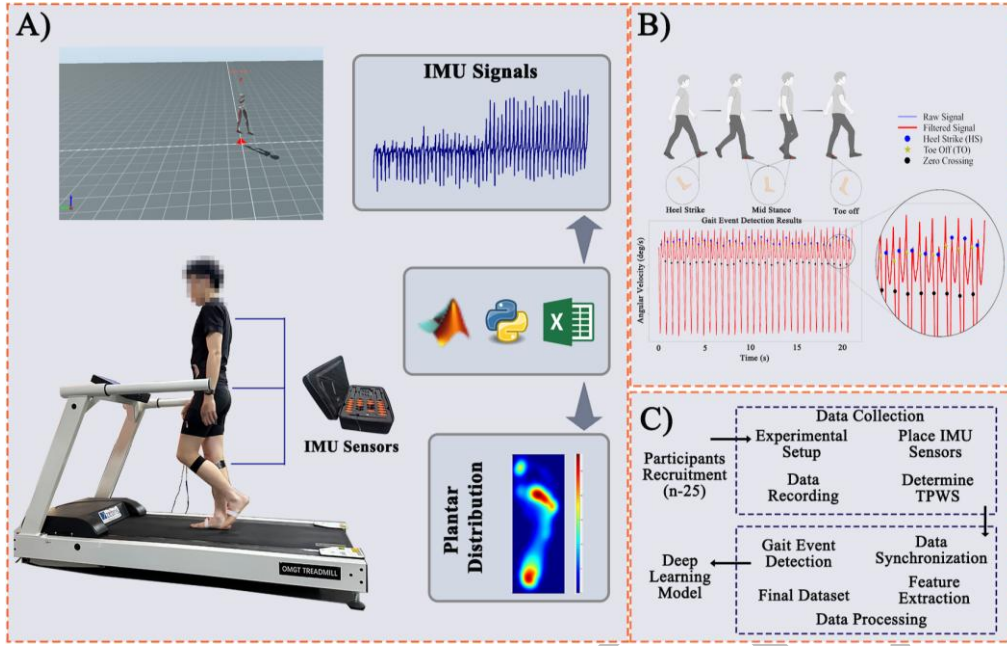 A)
IMU Signals
IMU Sensors
Plantar
Distribution
OMGT TREADMILL
B)
Raw Signal
Filtered Signal
Heel Strike (HS)
Toe Off (TO)
Zero Crossing
Heel Strike
Mid Stance
Toe off
Gait Event Detection Results
Angular Velocity (deg/s)
0
5
10
15
20
Time (s)
C)
Data Collection
Participants
Recruitment
(n-25)
Experimental
Setup
Place IMU
Sensors
Data
Recording
Determine
TPWS
Deep
Learning
Model
Gait Event
Detection
Data
Synchronization
Final Dataset
Feature
Extraction
Data Processing